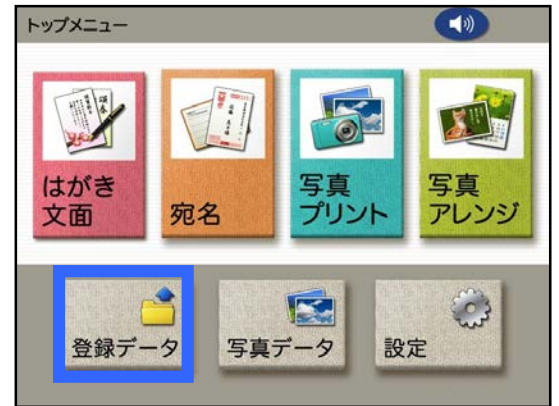 トップメニュー
はがき
文面
宛名
写真
プリント
写真
アレンジ
登録データ
写真データ
設定